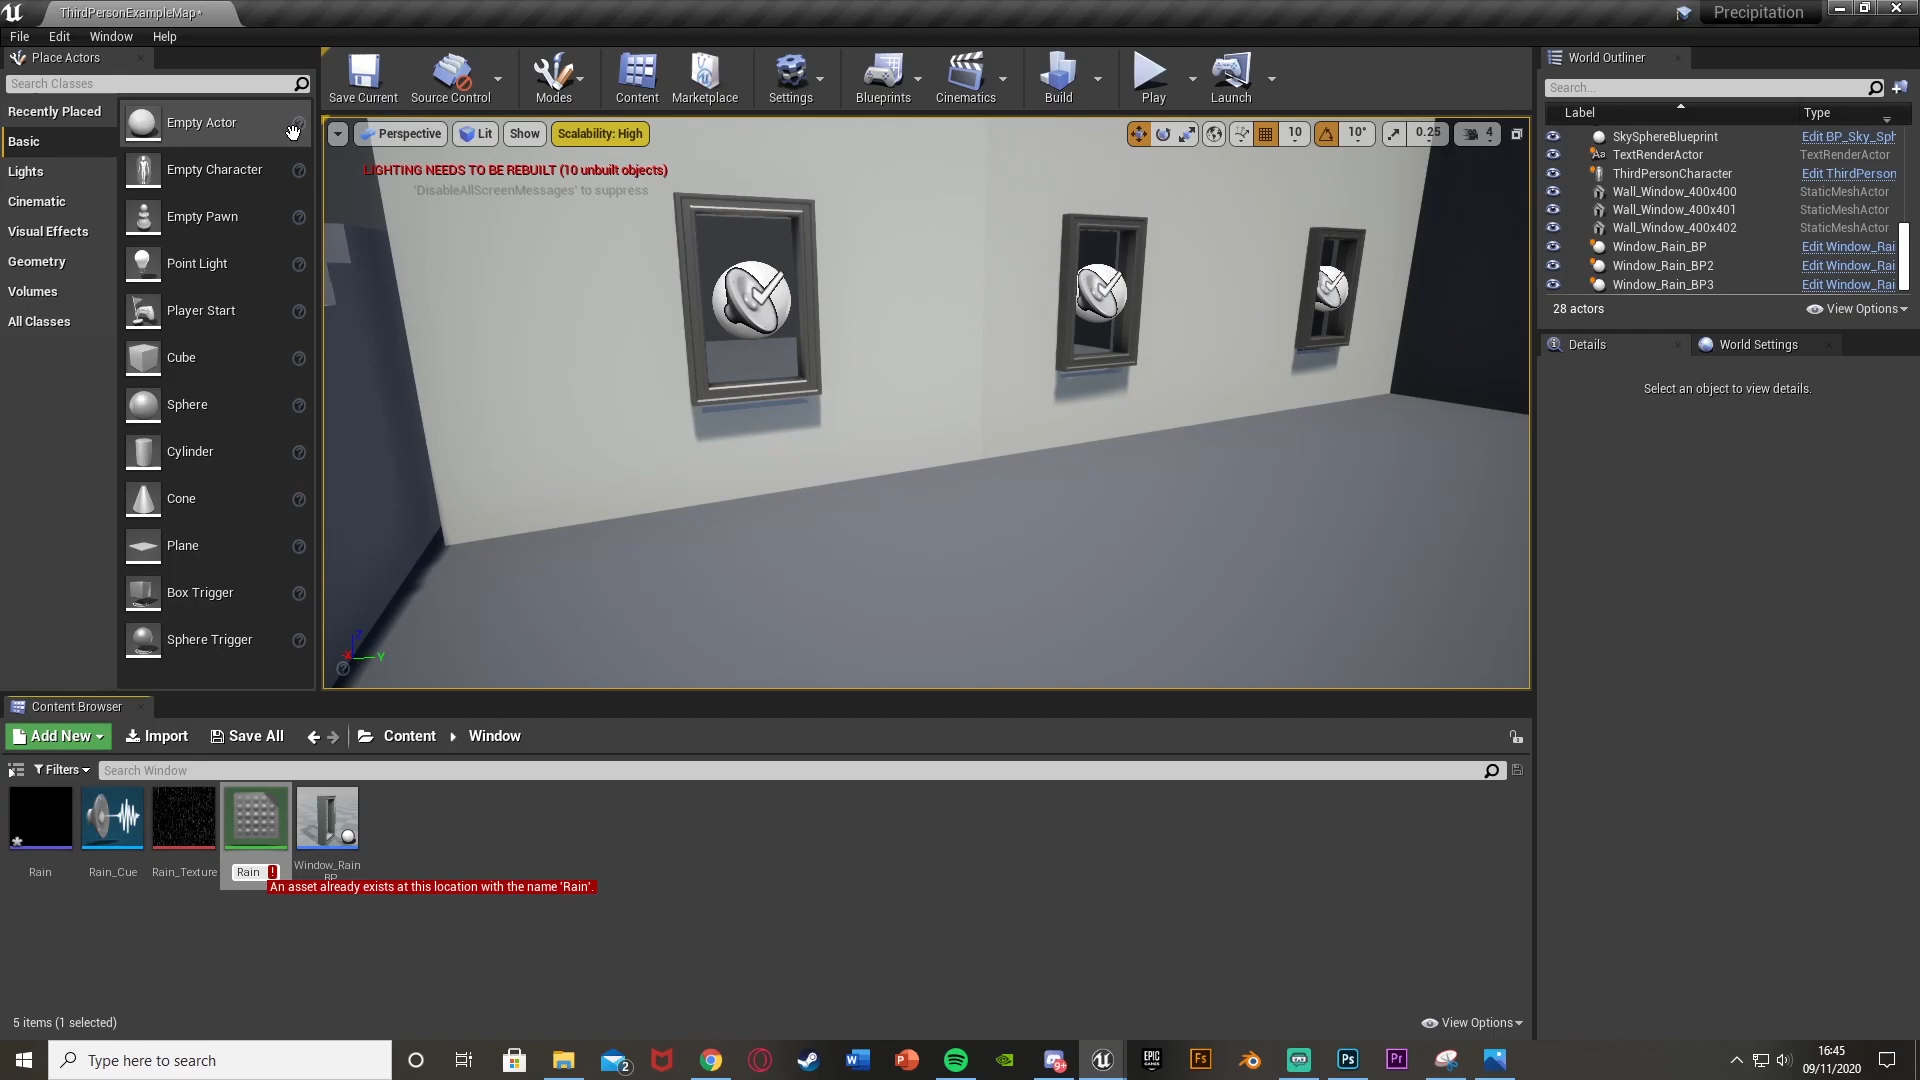 ThirdPersonExampleMap*
Precipitation
File Edit Window Help
Place Actors
Search Classes
Recently Placed
Basic
Lights
Cinematic
Visual Effects
Geometry
Volumes
All Classes
Empty Actor
Empty Character
Empty Pawn
Point Light
Player Start
Cube
Sphere
Cylinder
Cone
Plane
Box Trigger
Sphere Trigger
Save Current
Source Control
Modes
Content
Marketplace
Settings
Blueprints
Cinematics
Build
Play
Launch
Perspective Lit Show Scalability: High
10 10° 0.25 4
LIGHTING NEEDS TO BE REBUILT (10 unbuilt objects)
'DisableAllScreenMessages' to suppress
Z
X
Y
World Outliner
Search...
Label Type
SkySphereBlueprint Edit BP_Sky_Sph
TextRenderActor TextRenderActor
ThirdPersonCharacter Edit ThirdPerson
Wall_Window_400x400 StaticMeshActor
Wall_Window_400x401 StaticMeshActor
Wall_Window_400x402 StaticMeshActor
Window_Rain_BP Edit Window_Rai
Window_Rain_BP2 Edit Window_Rai
Window_Rain_BP3 Edit Window_Rai
28 actors
View Options
Details
World Settings
Select an object to view details.
Content Browser
Add New Import Save All Content Window
Filters
Search Window
Rain
Rain_Cue
Rain_Texture
Rain !
Window_Rain
BP
An asset already exists at this location with the name 'Rain'.
5 items (1 selected)
View Options
Type here to search
2
9+
16:45
09/11/2020